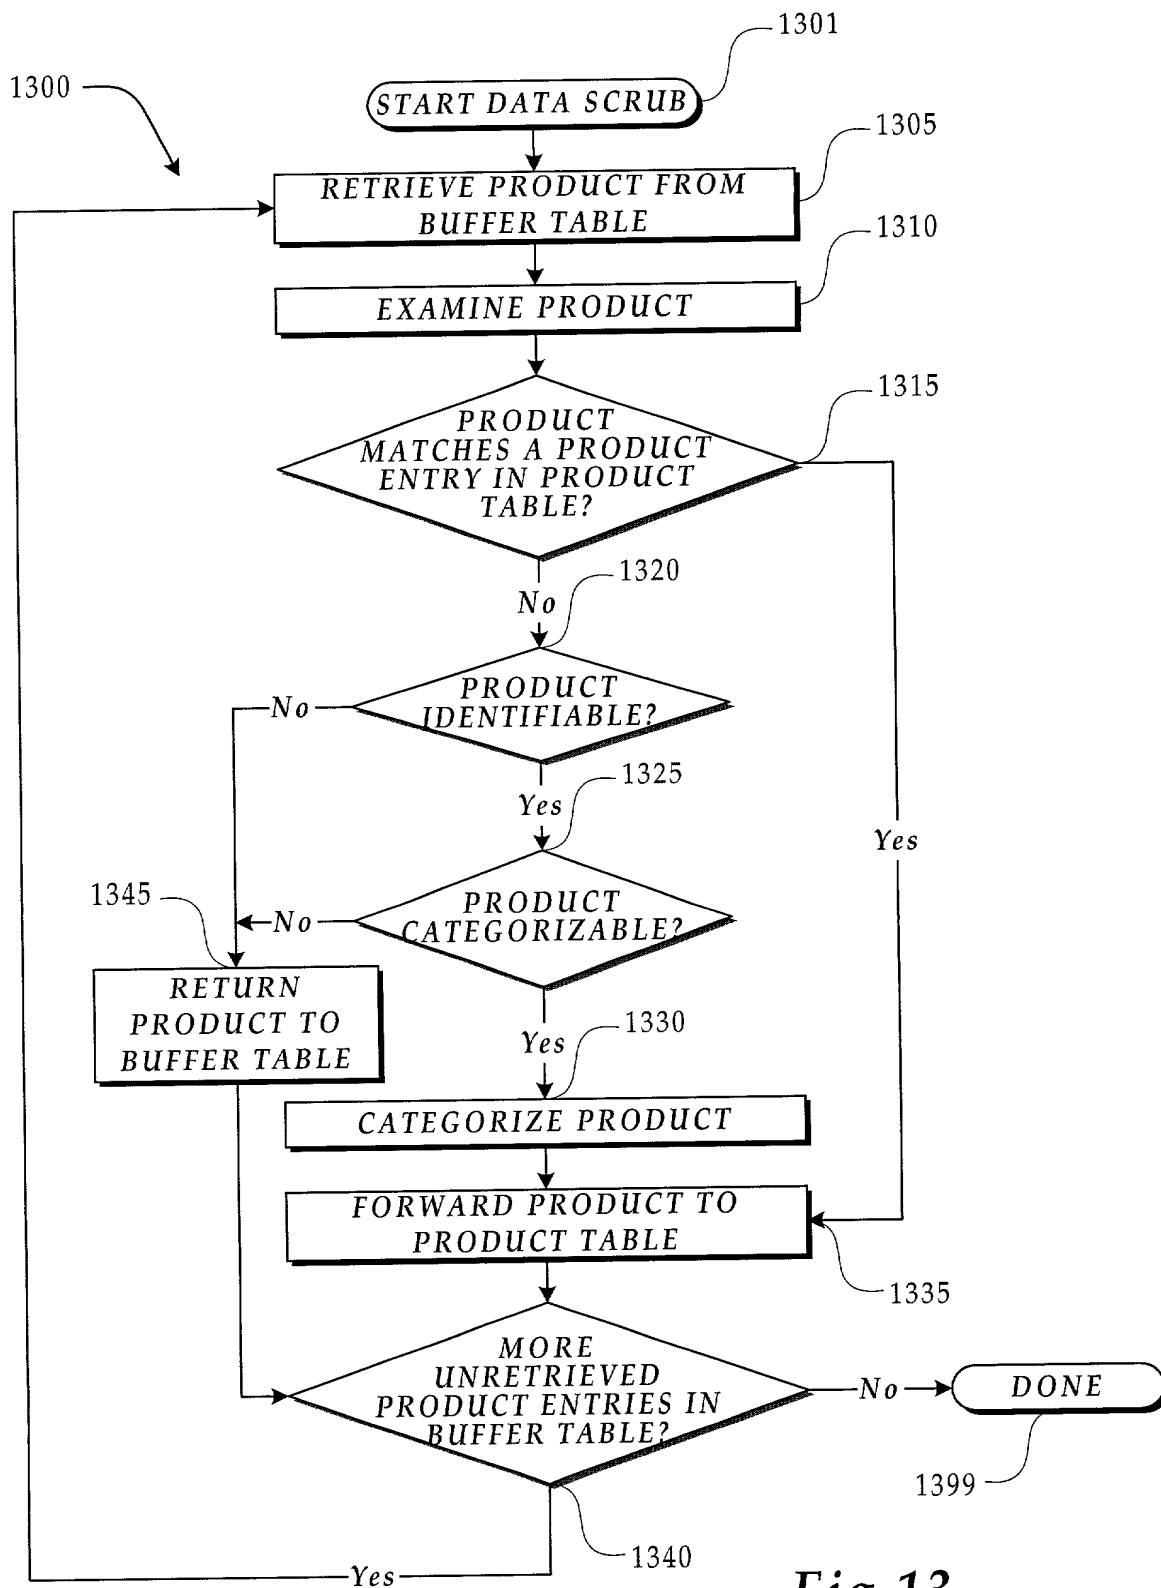 1301
1300
START DATA SCRUB
1305
RETRIEVE PRODUCT FROM
BUFFER TABLE
1310
EXAMINE PRODUCT
1315
PRODUCT
MATCHES A PRODUCT
ENTRY IN PRODUCT
TABLE?
1320
No
PRODUCT
IDENTIFIABLE?
No
1325
Yes
Yes
1345
PRODUCT
CATEGORIZABLE?
No
RETURN
PRODUCT TO
BUFFER TABLE
1330
Yes
CATEGORIZE PRODUCT
FORWARD PRODUCT TO
PRODUCT TABLE
1335
MORE
UNRETRIEVED
PRODUCT ENTRIES IN
BUFFER TABLE?
No
DONE
1399
1340
Yes
Fig.13